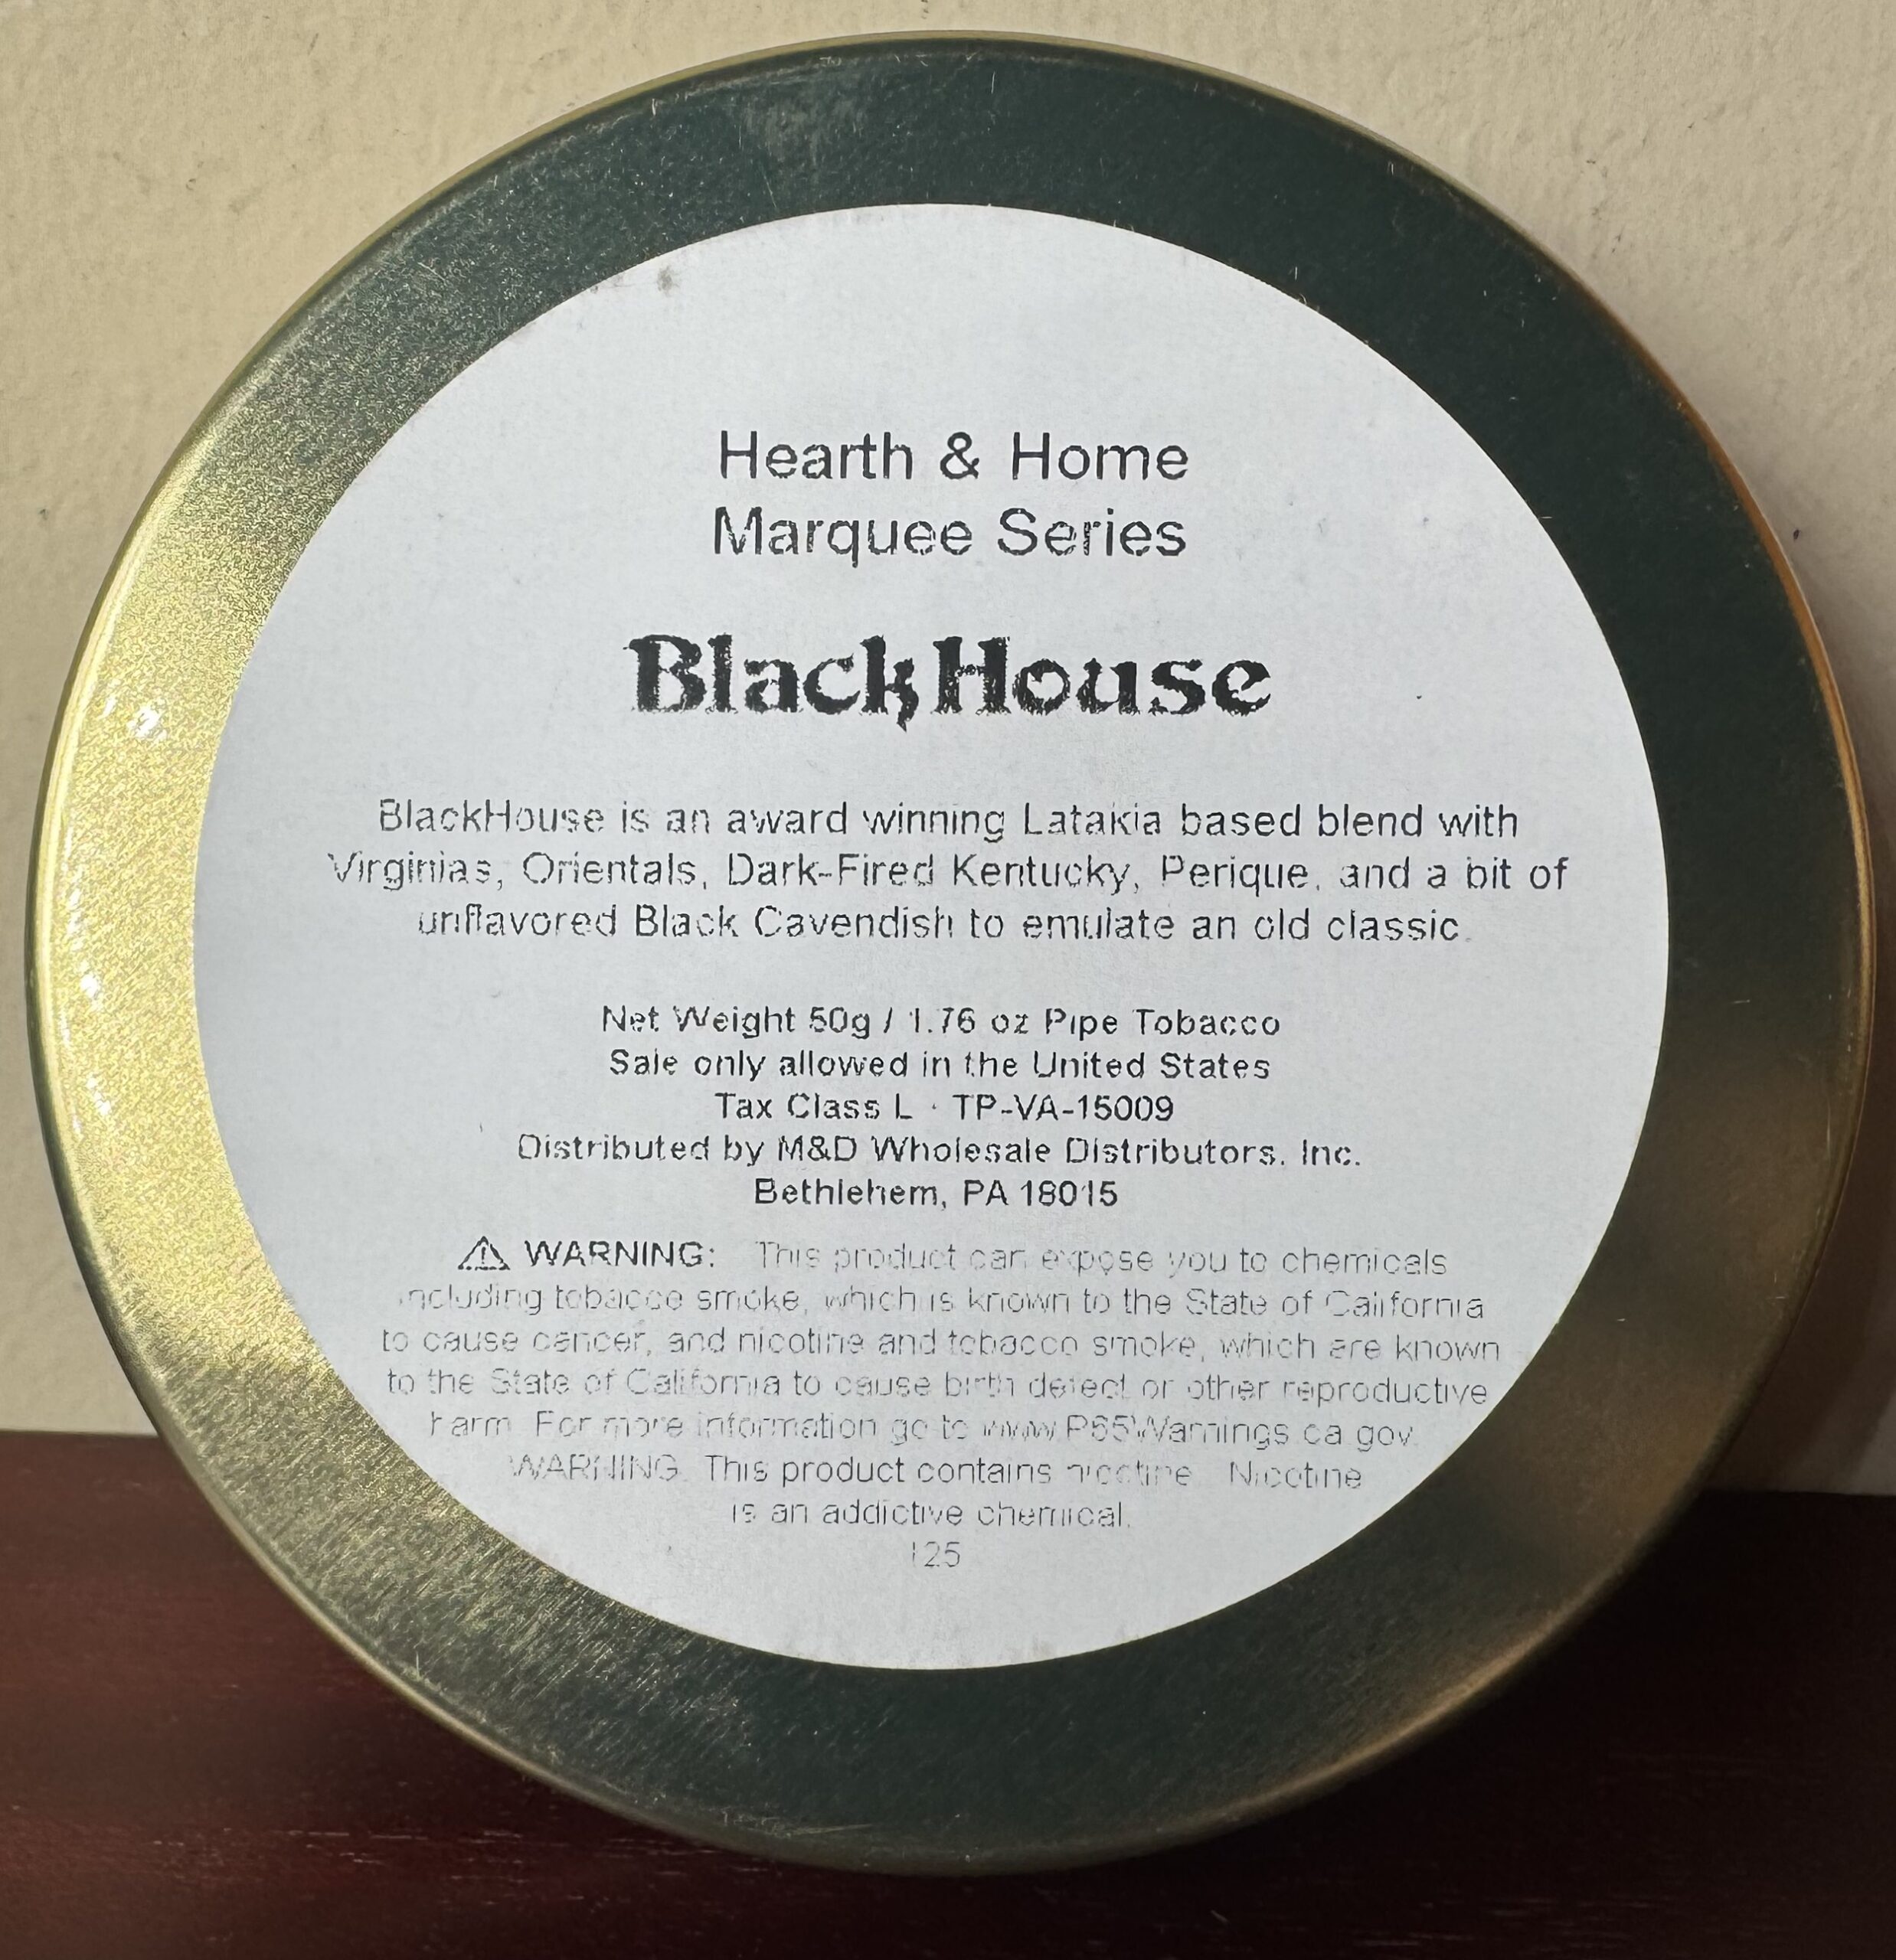 Hearth & Home
Marquee Series
BlackHouse
BlackHouse is an award winning Latakia based blend with
Virginias, Orientals, Dark-Fired Kentucky, Perique, and a bit of
unflavored Black Cavendish to emulate an old classic.
Net Weight 50g / 1.76 oz Pipe Tobacco
Sale only allowed in the United States
Tax Class L · TP-VA-15009
Distributed by M&D Wholesale Distributors, Inc.
Bethlehem, PA 18015
⚠ WARNING: This product can expose you to chemicals
including tobacco smoke, which is known to the State of California
to cause cancer, and nicotine and tobacco smoke, which are known
to the State of California to cause birth defect or other reproductive
harm. For more information go to www.P65Warnings.ca.gov.
WARNING: This product contains nicotine. Nicotine
is an addictive chemical.
125